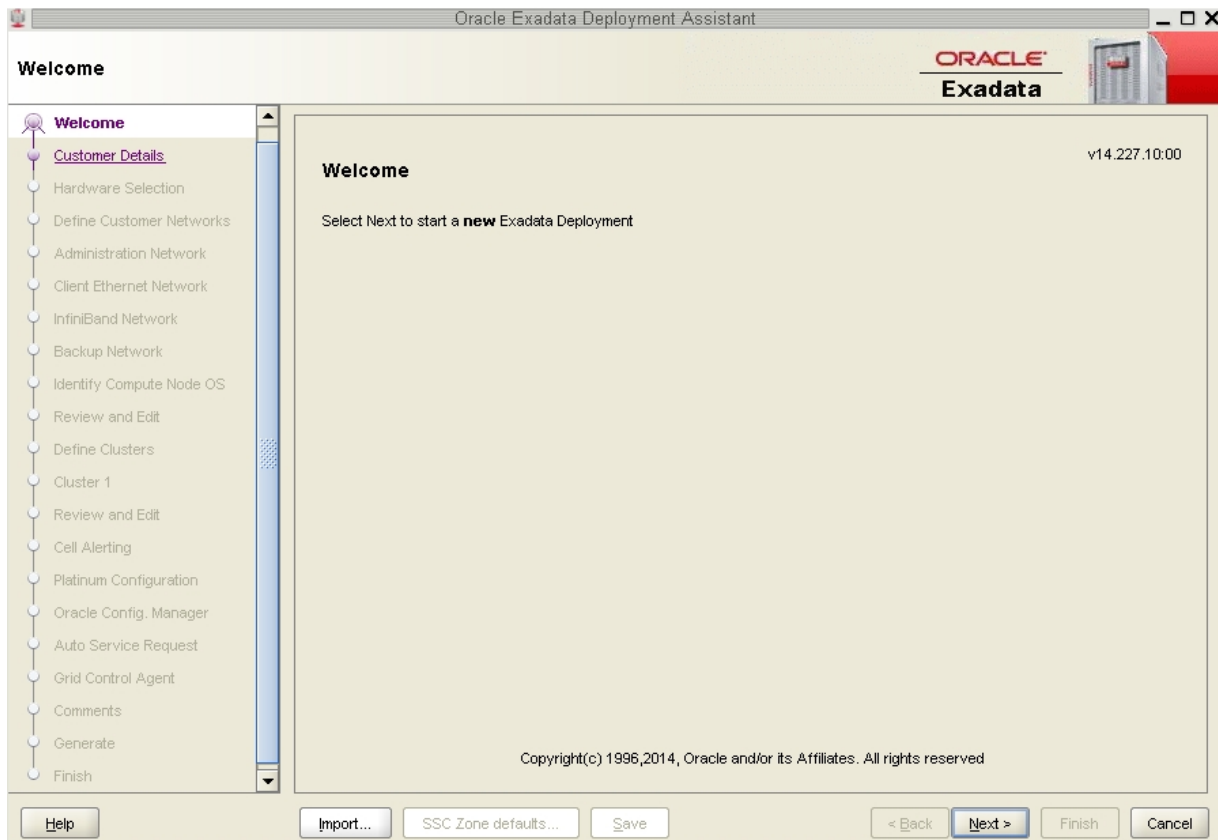 Oracle Exadata Deployment Assistant
Welcome
ORACLE®
Exadata
Welcome
Customer Details
Hardware Selection
Define Customer Networks
Administration Network
Client Ethernet Network
InfiniBand Network
Backup Network
Identify Compute Node OS
Review and Edit
Define Clusters
Cluster 1
Review and Edit
Cell Alerting
Platinum Configuration
Oracle Config. Manager
Auto Service Request
Grid Control Agent
Comments
Generate
Finish
v14.227.10:00
Welcome
Select Next to start a new Exadata Deployment
Copyright(c) 1996,2014, Oracle and/or its Affiliates. All rights reserved
Help
Import...
SSC Zone defaults...
Save
< Back
Next >
Finish
Cancel